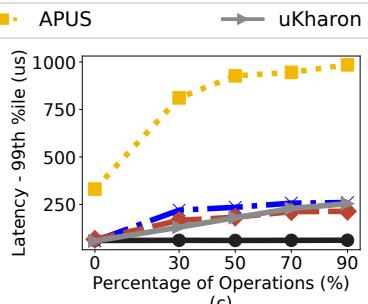 APUS uKharon
Latency - 99th %ile (us)
1000
750
500
250
0 30 50 70 90
Percentage of Operations (%)
(c)